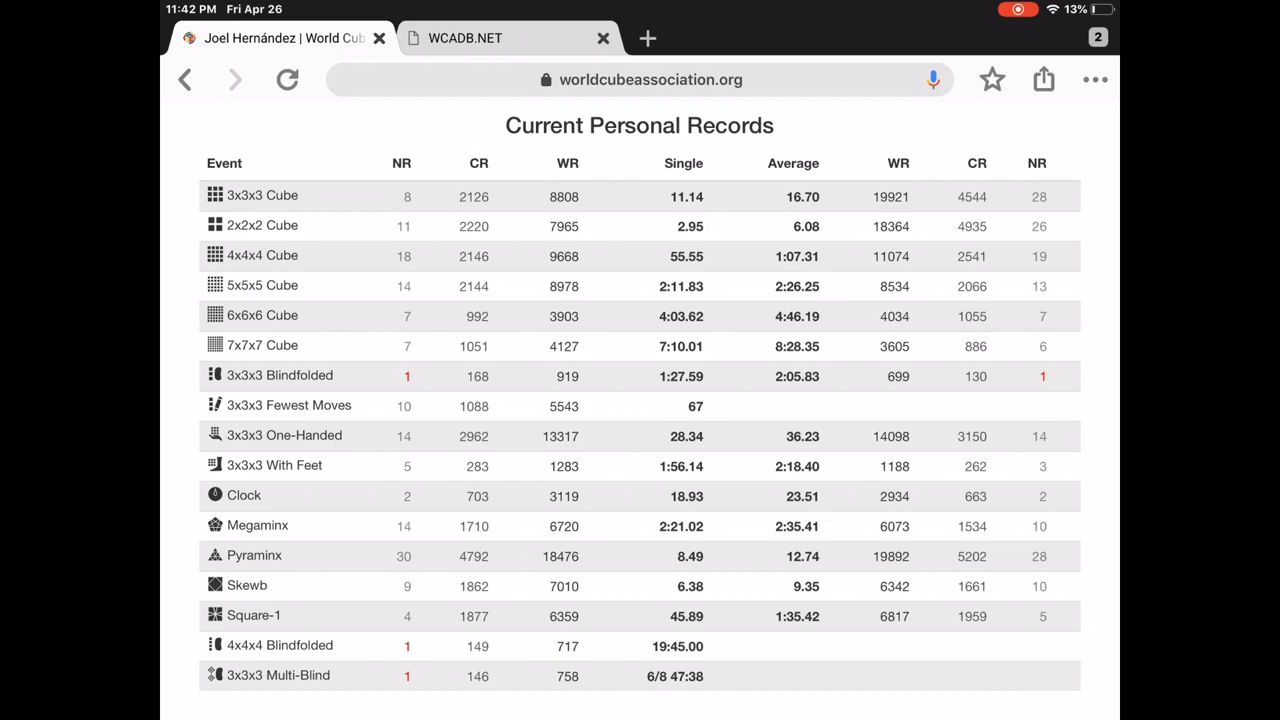 11:42 PM Fri Apr 26 13%
Joel Hernández | World Cub WCADB.NET 2
worldcubeassociation.org
Current Personal Records
Event NR CR WR Single Average WR CR NR
3x3x3 Cube 8 2126 8808 11.14 16.70 19921 4544 28
2x2x2 Cube 11 2220 7965 2.95 6.08 18364 4935 26
4x4x4 Cube 18 2146 9668 55.55 1:07.31 11074 2541 19
5x5x5 Cube 14 2144 8978 2:11.83 2:26.25 8534 2066 13
6x6x6 Cube 7 992 3903 4:03.62 4:46.19 4034 1055 7
7x7x7 Cube 7 1051 4127 7:10.01 8:28.35 3605 886 6
3x3x3 Blindfolded 1 168 919 1:27.59 2:05.83 699 130 1
3x3x3 Fewest Moves 10 1088 5543 67
3x3x3 One-Handed 14 2962 13317 28.34 36.23 14098 3150 14
3x3x3 With Feet 5 283 1283 1:56.14 2:18.40 1188 262 3
Clock 2 703 3119 18.93 23.51 2934 663 2
Megaminx 14 1710 6720 2:21.02 2:35.41 6073 1534 10
Pyraminx 30 4792 18476 8.49 12.74 19892 5202 28
Skewb 9 1862 7010 6.38 9.35 6342 1661 10
Square-1 4 1877 6359 45.89 1:35.42 6817 1959 5
4x4x4 Blindfolded 1 149 717 19:45.00
3x3x3 Multi-Blind 1 146 758 6/8 47:38